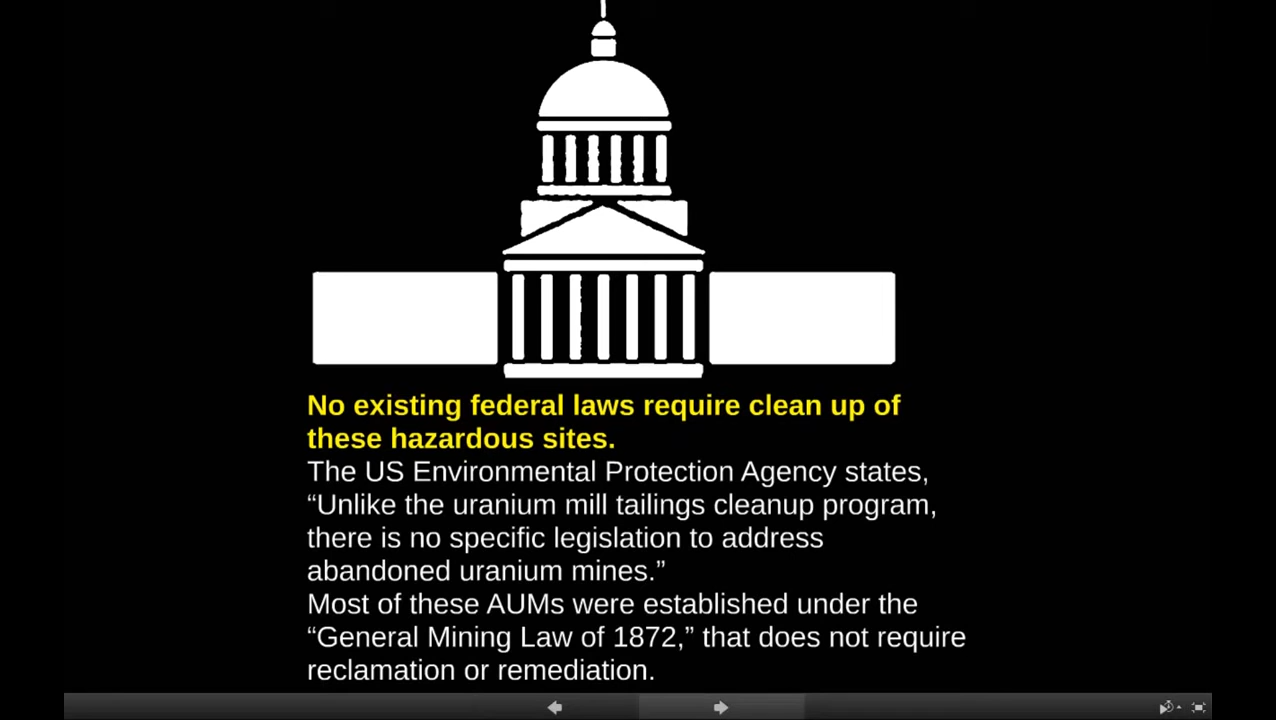 No existing federal laws require clean up of
these hazardous sites.
The US Environmental Protection Agency states,
“Unlike the uranium mill tailings cleanup program,
there is no specific legislation to address
abandoned uranium mines.”
Most of these AUMs were established under the
“General Mining Law of 1872,” that does not require
reclamation or remediation.